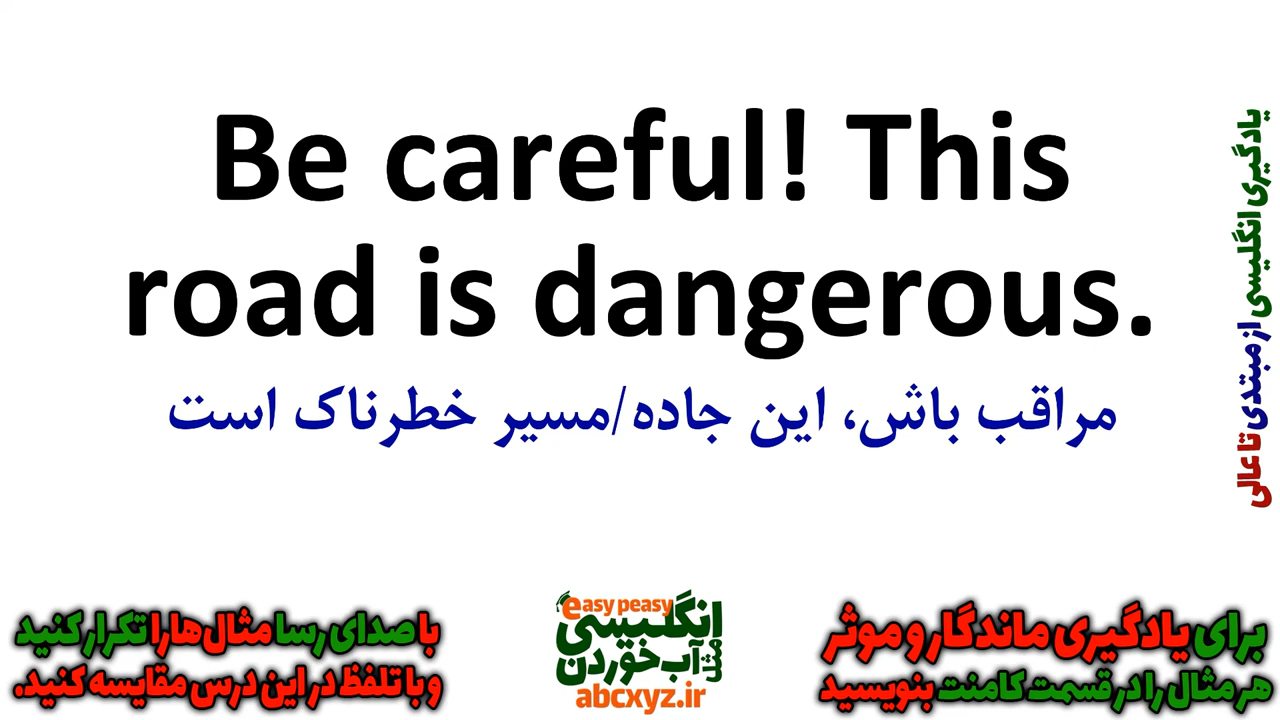 Be careful! This
road is dangerous.
مراقب باش، این جاده/مسیر خطرناک است
یادگیری انگلیسی از مبتدی تا عالی
با صدای رسا مثال‌ها را تکرار کنید
و با تلفظ در این درس مقایسه کنید.
easy peasy
انگلیسی
مثل آب خوردن
abcxyz.ir
برای یادگیری ماندگار و موثر
هر مثال را در قسمت کامنت بنویسید